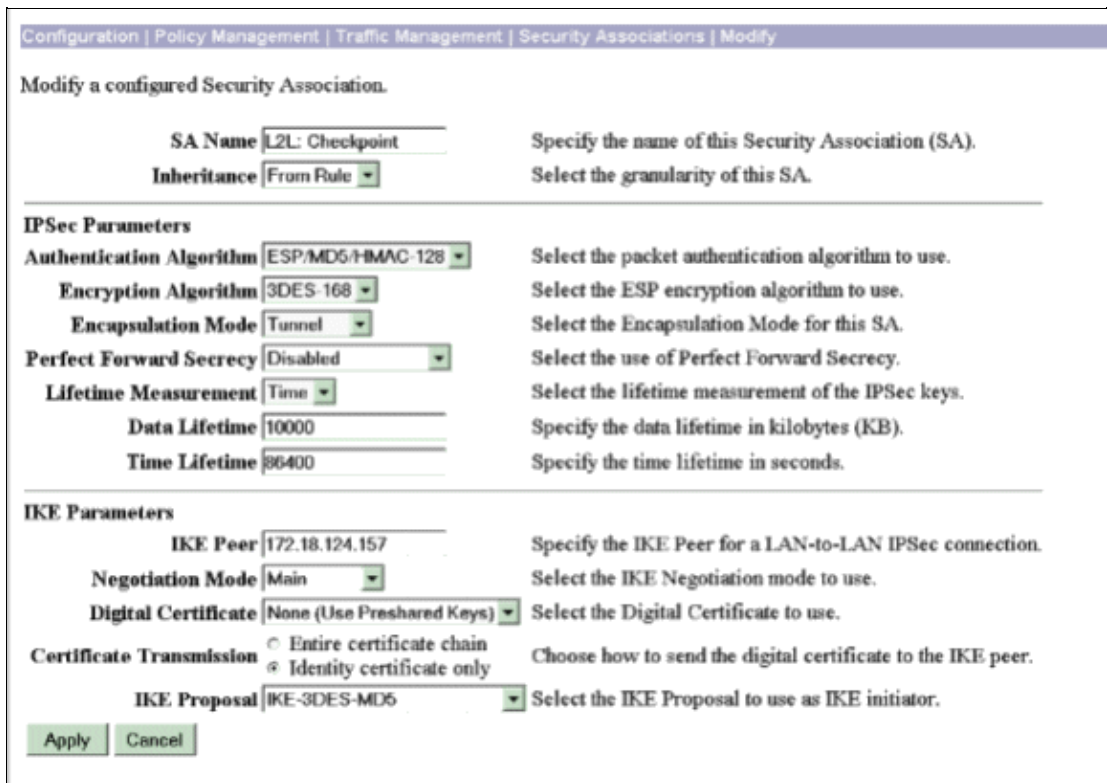 Configuration | Policy Management | Traffic Management | Security Associations | Modify
Modify a configured Security Association.
SA Name L2L: Checkpoint Specify the name of this Security Association (SA).
Inheritance From Rule Select the granularity of this SA.
IPSec Parameters
Authentication Algorithm ESP/MD5/HMAC-128 Select the packet authentication algorithm to use.
Encryption Algorithm 3DES-168 Select the ESP encryption algorithm to use.
Encapsulation Mode Tunnel Select the Encapsulation Mode for this SA.
Perfect Forward Secrecy Disabled Select the use of Perfect Forward Secrecy.
Lifetime Measurement Time Select the lifetime measurement of the IPSec keys.
Data Lifetime 10000 Specify the data lifetime in kilobytes (KB).
Time Lifetime 86400 Specify the time lifetime in seconds.
IKE Parameters
IKE Peer 172.18.124.157 Specify the IKE Peer for a LAN-to-LAN IPSec connection.
Negotiation Mode Main Select the IKE Negotiation mode to use.
Digital Certificate None (Use Preshared Keys) Select the Digital Certificate to use.
Certificate Transmission Entire certificate chain
Identity certificate only Choose how to send the digital certificate to the IKE peer.
IKE Proposal IKE-3DES-MD5 Select the IKE Proposal to use as IKE initiator.
Apply Cancel